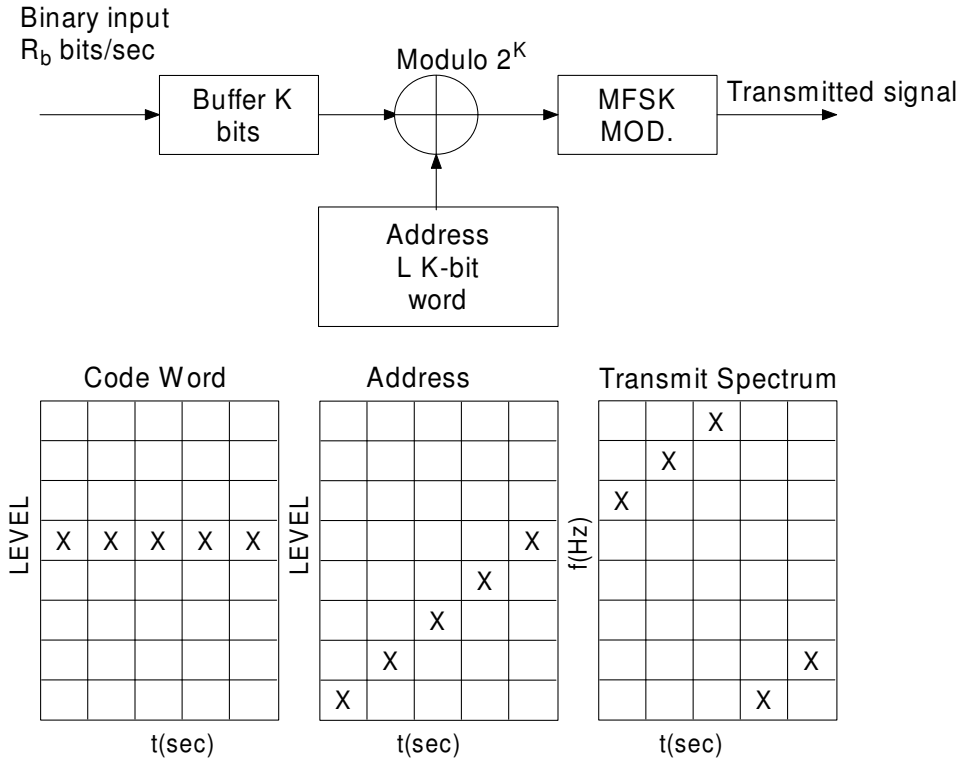 Binary input
R_b bits/sec
Buffer K
bits
Modulo 2^K
MFSK
MOD.
Transmitted signal
Address
L K-bit
word
Code Word
Address
Transmit Spectrum
LEVEL
X X X X X
t(sec)
LEVEL
X
X
X
X
X
t(sec)
f(Hz)
X
X
X
X
X
t(sec)